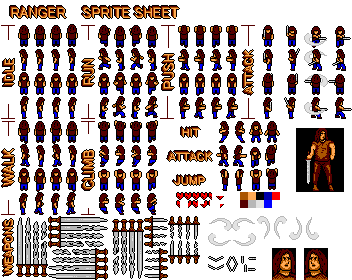 RANGER SPRITE SHEET
IDLE
RUN
PUSH
ATTACK
WALK
CLIMB
HIT
ATTACK
JUMP
WEAPONS